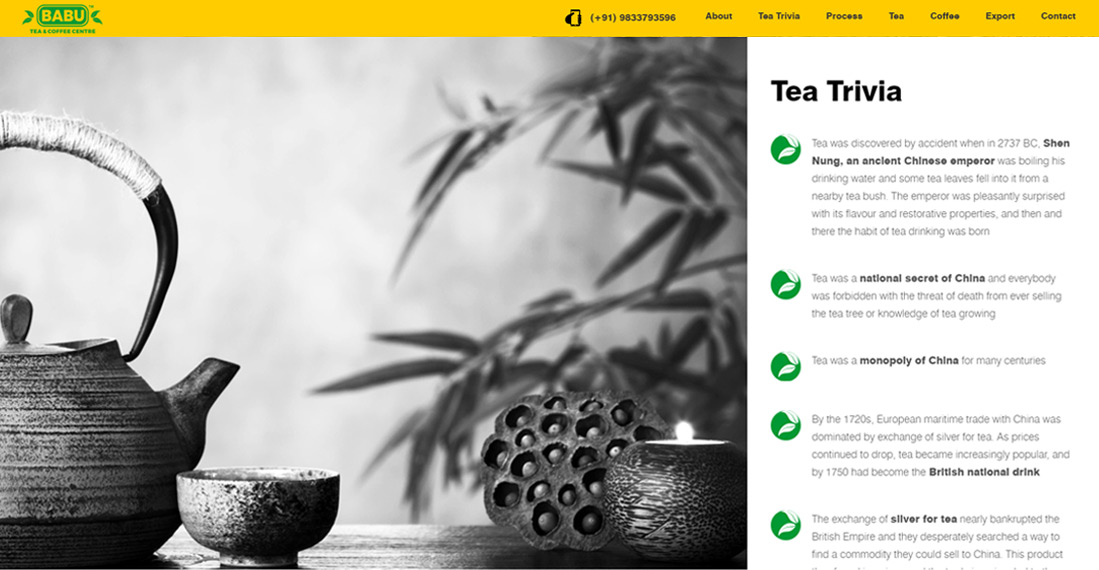 BABU™
TEA & COFFEE CENTRE
(+91) 9833793596
About
Tea Trivia
Process
Tea
Coffee
Export
Contact
Tea Trivia
Tea was discovered by accident when in 2737 BC, Shen
Nung, an ancient Chinese emperor was boiling his
drinking water and some tea leaves fell into it from a
nearby tea bush. The emperor was pleasantly surprised
with its flavour and restorative properties, and then and
there the habit of tea drinking was born
Tea was a national secret of China and everybody
was forbidden with the threat of death from ever selling
the tea tree or knowledge of tea growing
Tea was a monopoly of China for many centuries
By the 1720s, European maritime trade with China was
dominated by exchange of silver for tea. As prices
continued to drop, tea became increasingly popular, and
by 1750 had become the British national drink
The exchange of silver for tea nearly bankrupted the
British Empire and they desperately searched a way to
find a commodity they could sell to China. This product